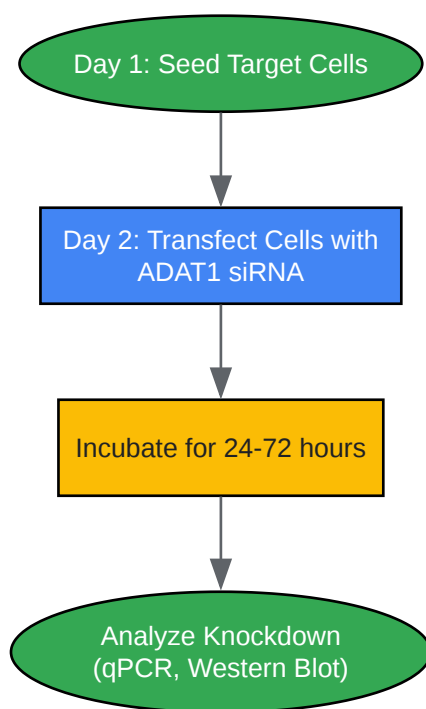 Day 1: Seed Target Cells
Day 2: Transfect Cells with
ADAT1 siRNA
Incubate for 24-72 hours
Analyze Knockdown
(qPCR, Western Blot)